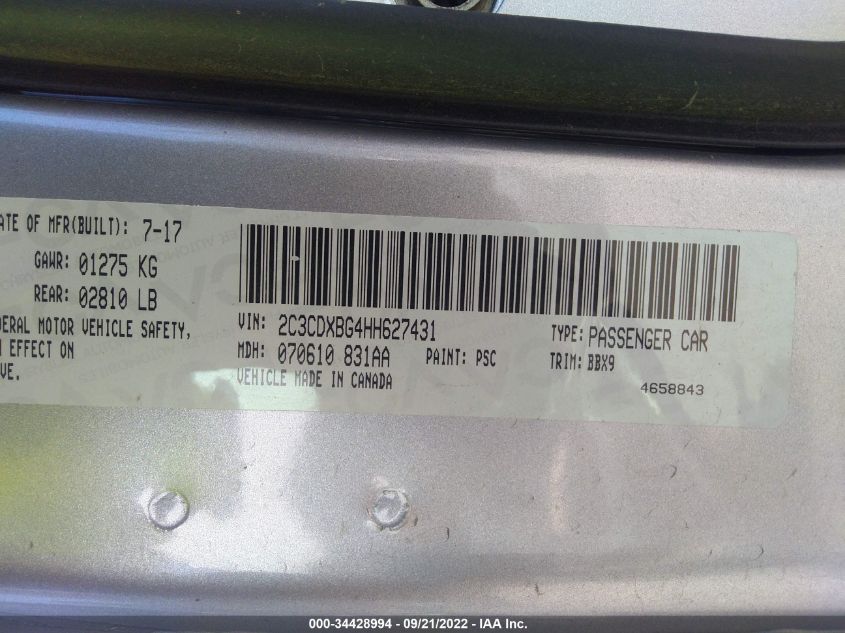 ATE OF MFR(BUILT): 7-17
GAWR: 01275 KG
REAR: 02810 LB
DERAL MOTOR VEHICLE SAFETY,
N EFFECT ON
VE.
VIN: 2C3CDXBG4HH627431 TYPE: PASSENGER CAR
MDH: 070610 831AA PAINT: PSC TRIM: BBX9
VEHICLE MADE IN CANADA 4658843
000-34428994 / 09/21/2022 - IAA Inc.